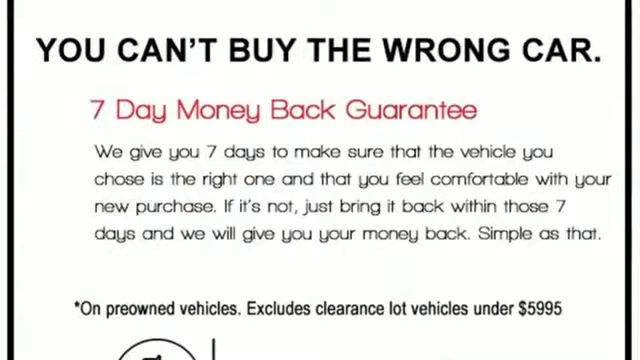 YOU CAN'T BUY THE WRONG CAR.
7 Day Money Back Guarantee
We give you 7 days to make sure that the vehicle you
chose is the right one and that you feel comfortable with your
new purchase. If it's not, just bring it back within those 7
days and we will give you your money back. Simple as that.
*On preowned vehicles. Excludes clearance lot vehicles under $5995